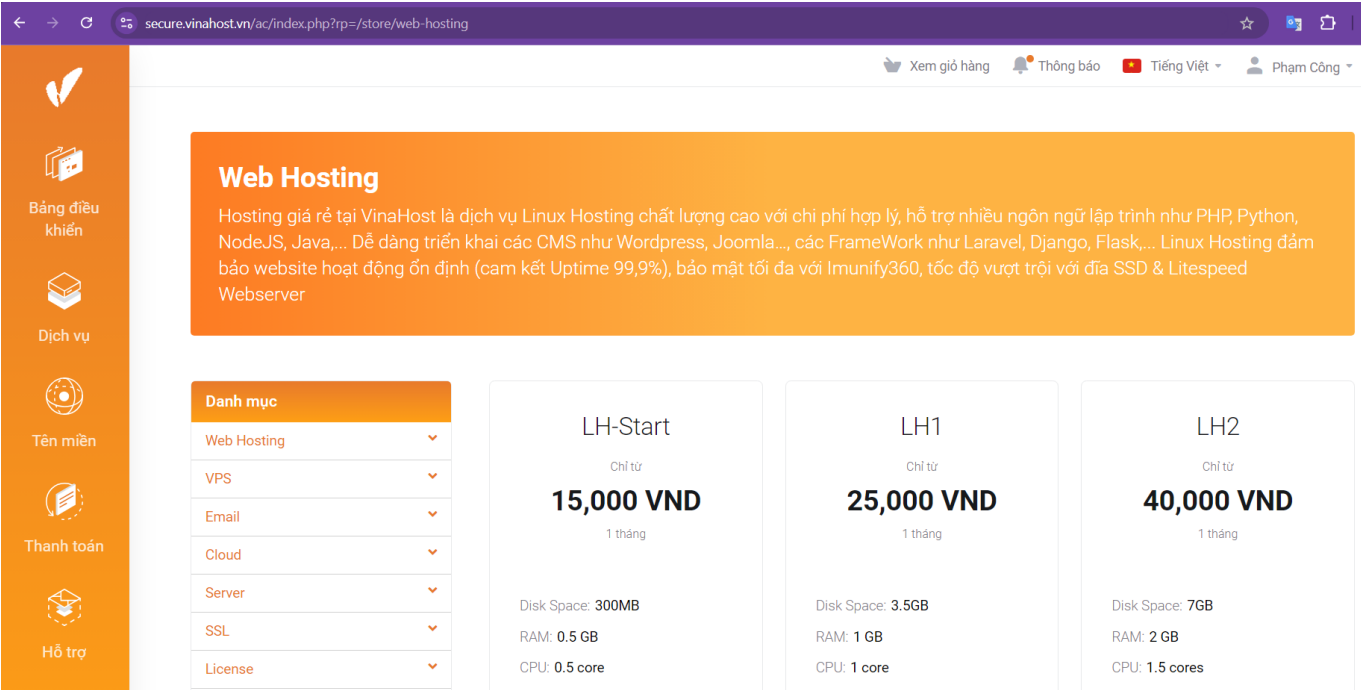 secure.vinahost.vn/ac/index.php?rp=/store/web-hosting
Xem giỏ hàng
Thông báo
Tiếng Việt
Phạm Công
Bảng điều
khiển
Dịch vụ
Tên miền
Thanh toán
Hỗ trợ
Web Hosting
Hosting giá rẻ tại VinaHost là dịch vụ Linux Hosting chất lượng cao với chi phí hợp lý, hỗ trợ nhiều ngôn ngữ lập trình như PHP, Python,
NodeJS, Java,... Dễ dàng triển khai các CMS như Wordpress, Joomla..., các FrameWork như Laravel, Django, Flask,... Linux Hosting đảm
bảo website hoạt động ổn định (cam kết Uptime 99,9%), bảo mật tối đa với Imunify360, tốc độ vượt trội với đĩa SSD & Litespeed
Webserver
Danh mục
Web Hosting
VPS
Email
Cloud
Server
SSL
License
LH-Start
Chỉ từ
15,000 VND
1 tháng
Disk Space: 300MB
RAM: 0.5 GB
CPU: 0.5 core
LH1
Chỉ từ
25,000 VND
1 tháng
Disk Space: 3.5GB
RAM: 1 GB
CPU: 1 core
LH2
Chỉ từ
40,000 VND
1 tháng
Disk Space: 7GB
RAM: 2 GB
CPU: 1.5 cores